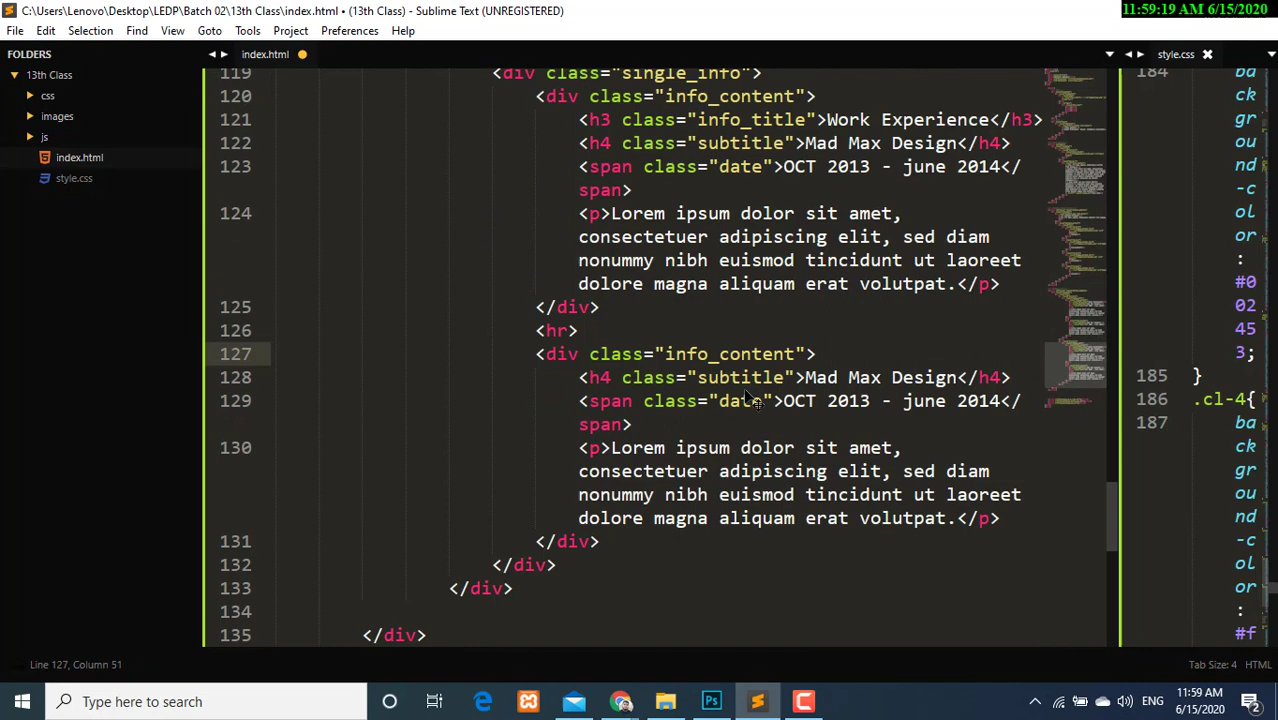 C:\Users\Lenovo\Desktop\LEDP\Batch 02\13th Class\index.html • (13th Class) - Sublime Text (UNREGISTERED)
11:59:19 AM 6/15/2020
File Edit Selection Find View Goto Tools Project Preferences Help
FOLDERS
13th Class
css
images
js
index.html
style.css
index.html
119 <div class="single_info">
120 <div class="info_content">
121 <h3 class="info_title">Work Experience</h3>
122 <h4 class="subtitle">Mad Max Design</h4>
123 <span class="date">OCT 2013 - june 2014</
span>
124 <p>Lorem ipsum dolor sit amet,
consectetuer adipiscing elit, sed diam
nonummy nibh euismod tincidunt ut laoreet
dolore magna aliquam erat volutpat.</p>
125 </div>
126 <hr>
127 <div class="info_content">
128 <h4 class="subtitle">Mad Max Design</h4>
129 <span class="date">OCT 2013 - june 2014</
span>
130 <p>Lorem ipsum dolor sit amet,
consectetuer adipiscing elit, sed diam
nonummy nibh euismod tincidunt ut laoreet
dolore magna aliquam erat volutpat.</p>
131 </div>
132 </div>
133 </div>
134
135 </div>
style.css
184 ba
ck
gr
ou
nd
-c
ol
or
:
#0
02
45
3;
185 }
186 .cl-4{
187 ba
ck
gr
ou
nd
-c
ol
or
:
#f
Line 127, Column 51
Tab Size: 4 HTML
Type here to search
ENG
11:59 AM
6/15/2020
2